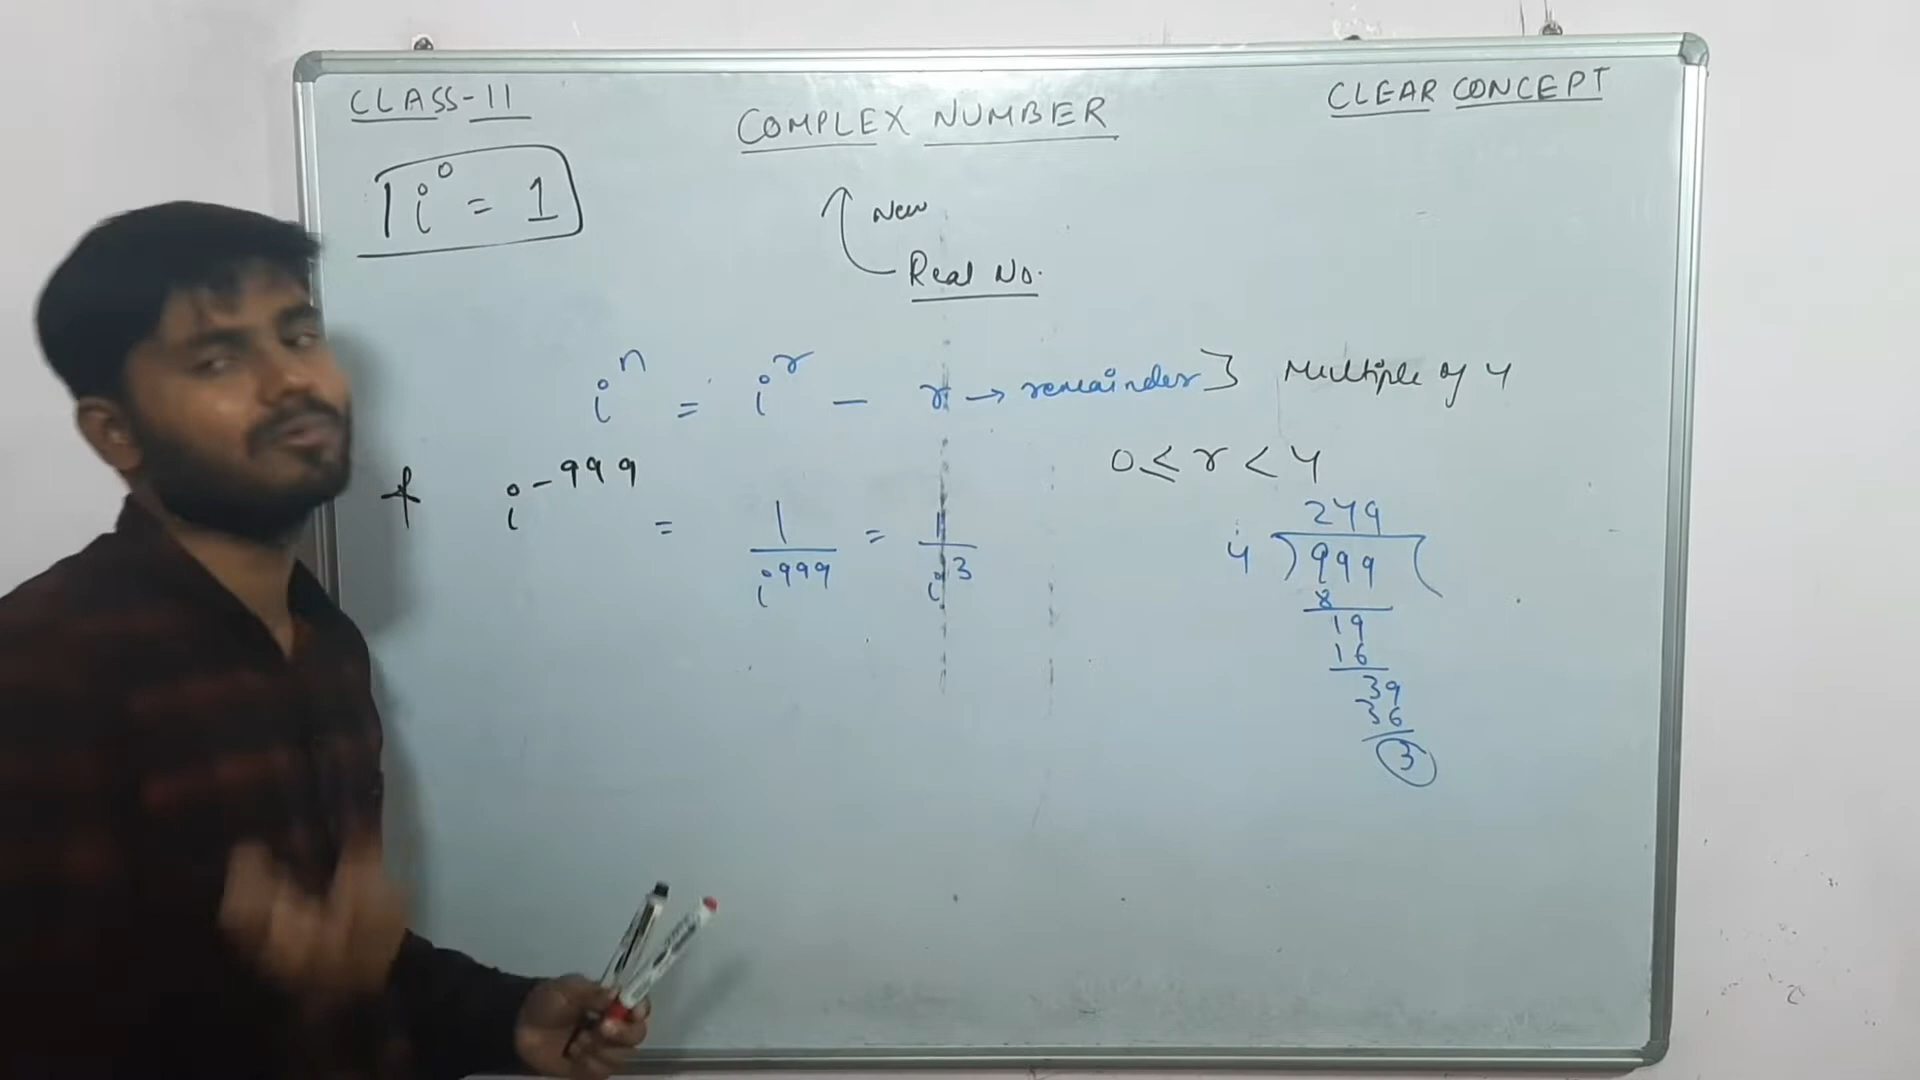 CLASS-11
COMPLEX NUMBER
CLEAR CONCEPT
i⁰ = 1
New
Real No.
iⁿ = iʳ — r → remainder] Multiple of 4
0 ≤ r < 4
i⁻⁹⁹⁹ = 1/i⁹⁹⁹ = 1/i³
249
4)999(
8
19
16
39
36
3